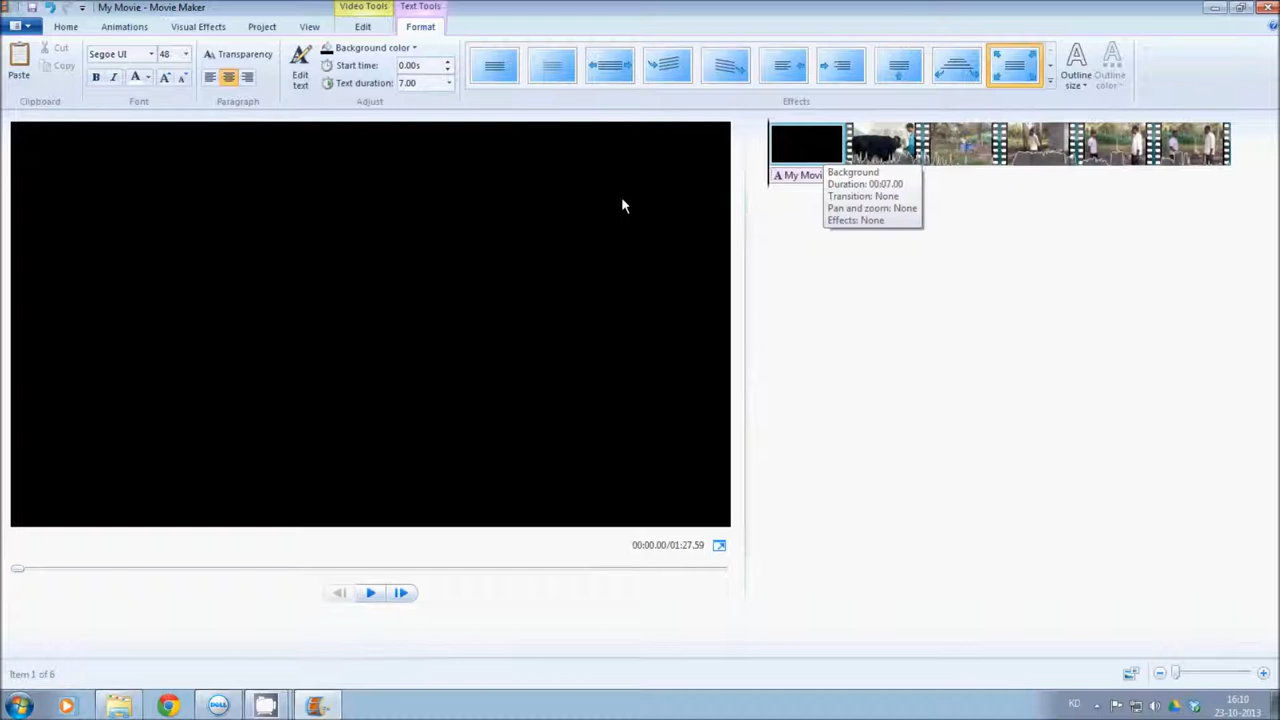 My Movie - Movie Maker
Video Tools
Text Tools
Home
Animations
Visual Effects
Project
View
Edit
Format
Paste
Cut
Copy
Clipboard
Segoe UI
48
B I A A A
Font
Transparency
Paragraph
Edit text
Background color
Start time: 0.00s
Text duration: 7.00
Adjust
Effects
Outline size
Outline color
A My Movi
Background
Duration: 00:07.00
Transition: None
Pan and zoom: None
Effects: None
00:00.00/01:27.59
Item 1 of 6
DELL
KD
16:10
23-10-2013